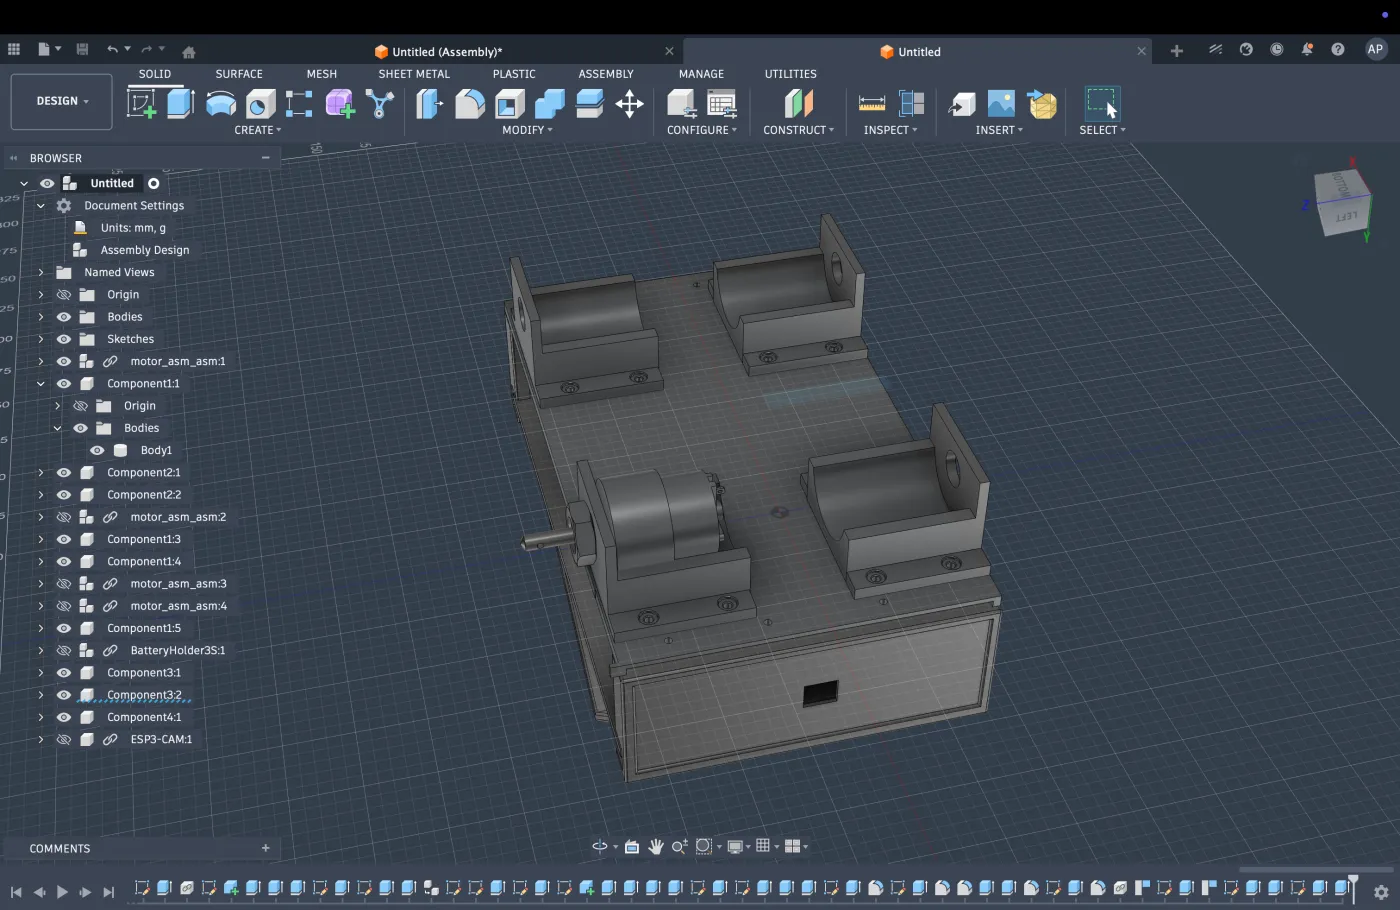 Untitled (Assembly)*
Untitled
AP
DESIGN
SOLID
SURFACE
MESH
SHEET METAL
PLASTIC
ASSEMBLY
MANAGE
UTILITIES
CREATE
MODIFY
CONFIGURE
CONSTRUCT
INSPECT
INSERT
SELECT
BROWSER
Untitled
Document Settings
Units: mm, g
Assembly Design
Named Views
Origin
Bodies
Sketches
motor_asm_asm:1
Component1:1
Origin
Bodies
Body1
Component2:1
Component2:2
motor_asm_asm:2
Component1:3
Component1:4
motor_asm_asm:3
motor_asm_asm:4
Component1:5
BatteryHolder3S:1
Component3:1
Component3:2
Component4:1
ESP3-CAM:1
BOTTOM
LEFT
X
Z
Y
COMMENTS